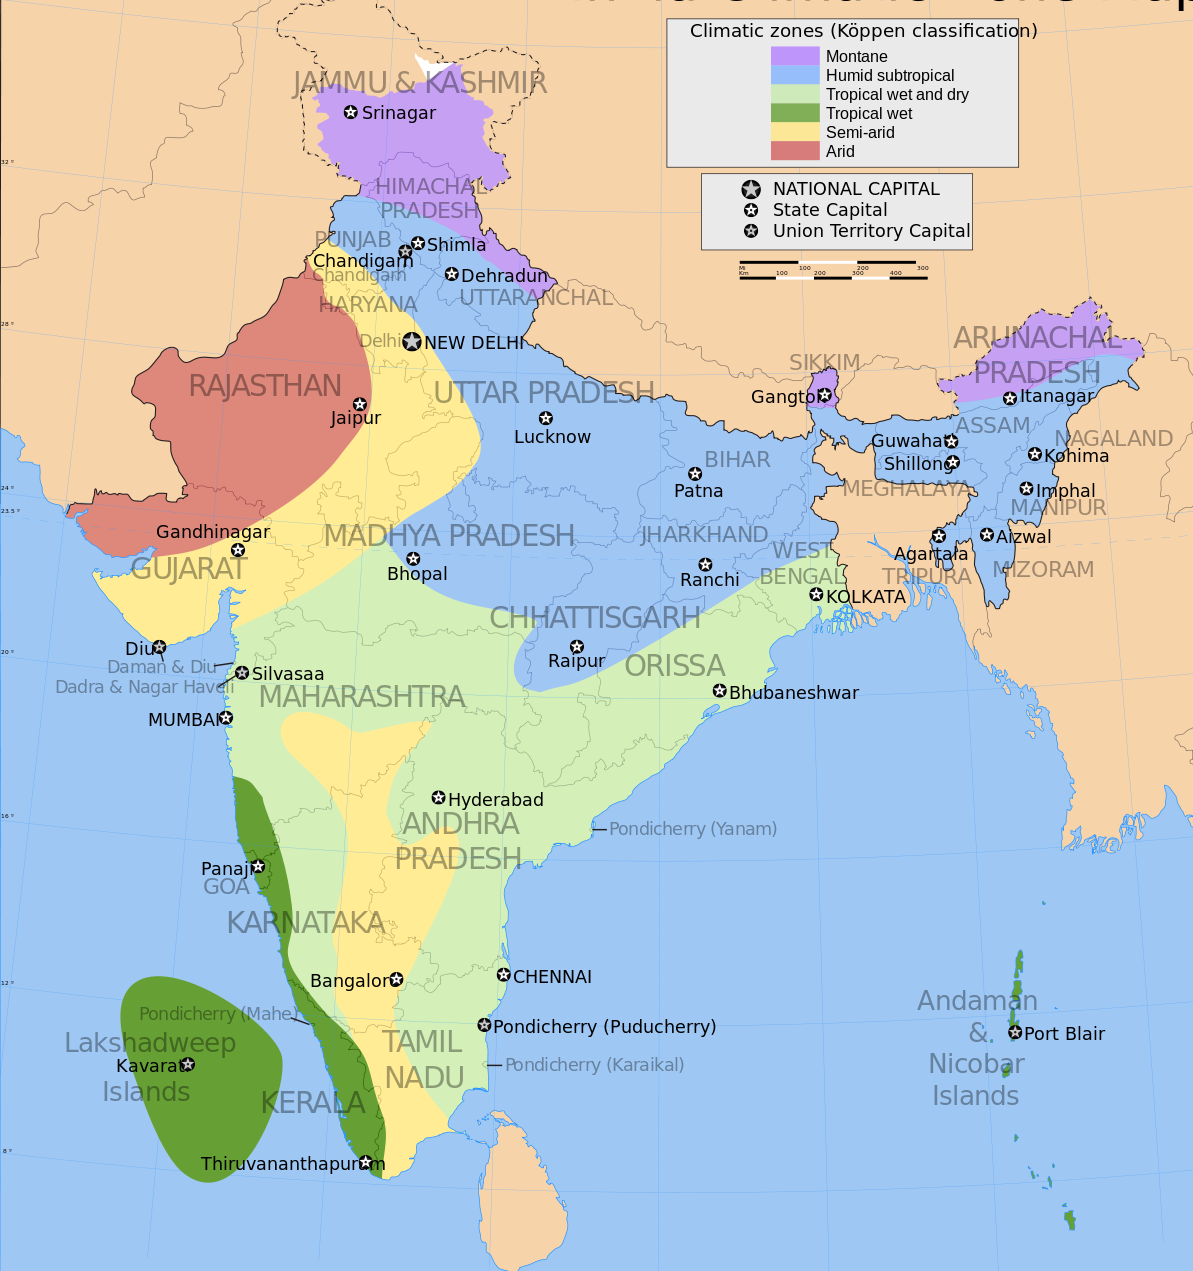 Climatic zones (Köppen classification)
Montane
Humid subtropical
Tropical wet and dry
Tropical wet
Semi-arid
Arid
NATIONAL CAPITAL
State Capital
Union Territory Capital
Mi
100
200
300
Km
100
200
300
400
JAMMU & KASHMIR
Srinagar
32°
HIMACHAL
PRADESH
PUNJAB
Shimla
Chandigarh
Chandigarh
Dehradun
UTTARANCHAL
HARYANA
28°
Delhi
NEW DELHI
ARUNACHAL
PRADESH
SIKKIM
Gangtok
Itanagar
RAJASTHAN
Jaipur
UTTAR PRADESH
Lucknow
ASSAM
NAGALAND
Guwahati
Kohima
Shillong
BIHAR
Patna
24°
MEGHALAYA
Imphal
MANIPUR
23.5°
Gandhinagar
GUJARAT
MADHYA PRADESH
Bhopal
JHARKHAND
Ranchi
WEST
BENGAL
Agartala
TRIPURA
Aizwal
MIZORAM
KOLKATA
CHHATTISGARH
Raipur
ORISSA
20°
Diu
Daman & Diu
Dadra & Nagar Haveli
Silvasaa
MAHARASHTRA
Bhubaneshwar
MUMBAI
16°
Hyderabad
ANDHRA
PRADESH
Pondicherry (Yanam)
Panaji
GOA
KARNATAKA
12°
Bangalor
CHENNAI
Pondicherry (Mahe)
Pondicherry (Puducherry)
Lakshadweep
Islands
Kavarati
TAMIL
NADU
Pondicherry (Karaikal)
KERALA
Andaman
&
Nicobar
Islands
Port Blair
8°
Thiruvananthapuram